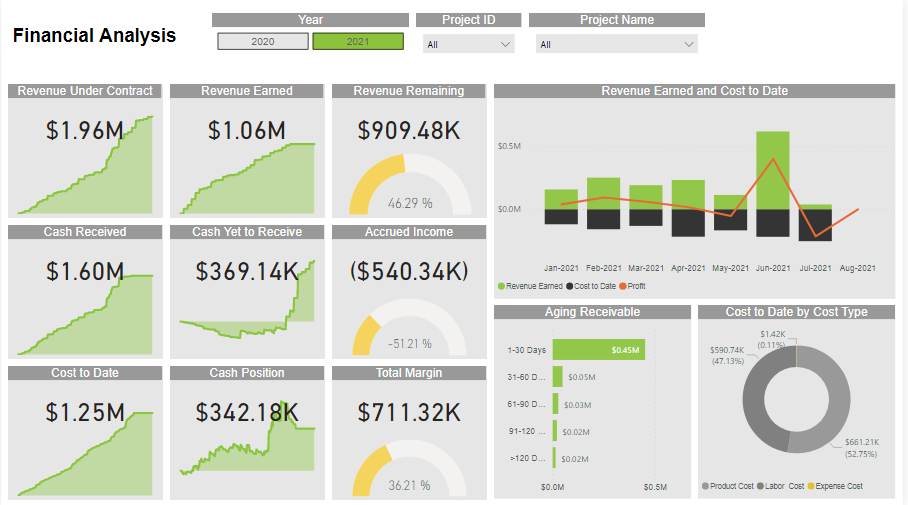 Financial Analysis
Year
2020
2021
Project ID
All
Project Name
All
Revenue Under Contract
$1.96M
Revenue Earned
$1.06M
Revenue Remaining
$909.48K
46.29 %
Cash Received
$1.60M
Cash Yet to Receive
$369.14K
Accrued Income
($540.34K)
-51.21 %
Cost to Date
$1.25M
Cash Position
$342.18K
Total Margin
$711.32K
36.21 %
Revenue Earned and Cost to Date
$0.5M
$0.0M
Jan-2021 Feb-2021 Mar-2021 Apr-2021 May-2021 Jun-2021 Jul-2021 Aug-2021
Revenue Earned Cost to Date Profit
Aging Receivable
1-30 Days $0.45M
31-60 D... $0.05M
61-90 D... $0.03M
91-120 ... $0.02M
>120 D... $0.02M
$0.0M $0.5M
Cost to Date by Cost Type
$1.42K
(0.11%)
$590.74K
(47.13%)
$661.21K
(52.75%)
Product Cost Labor Cost Expense Cost